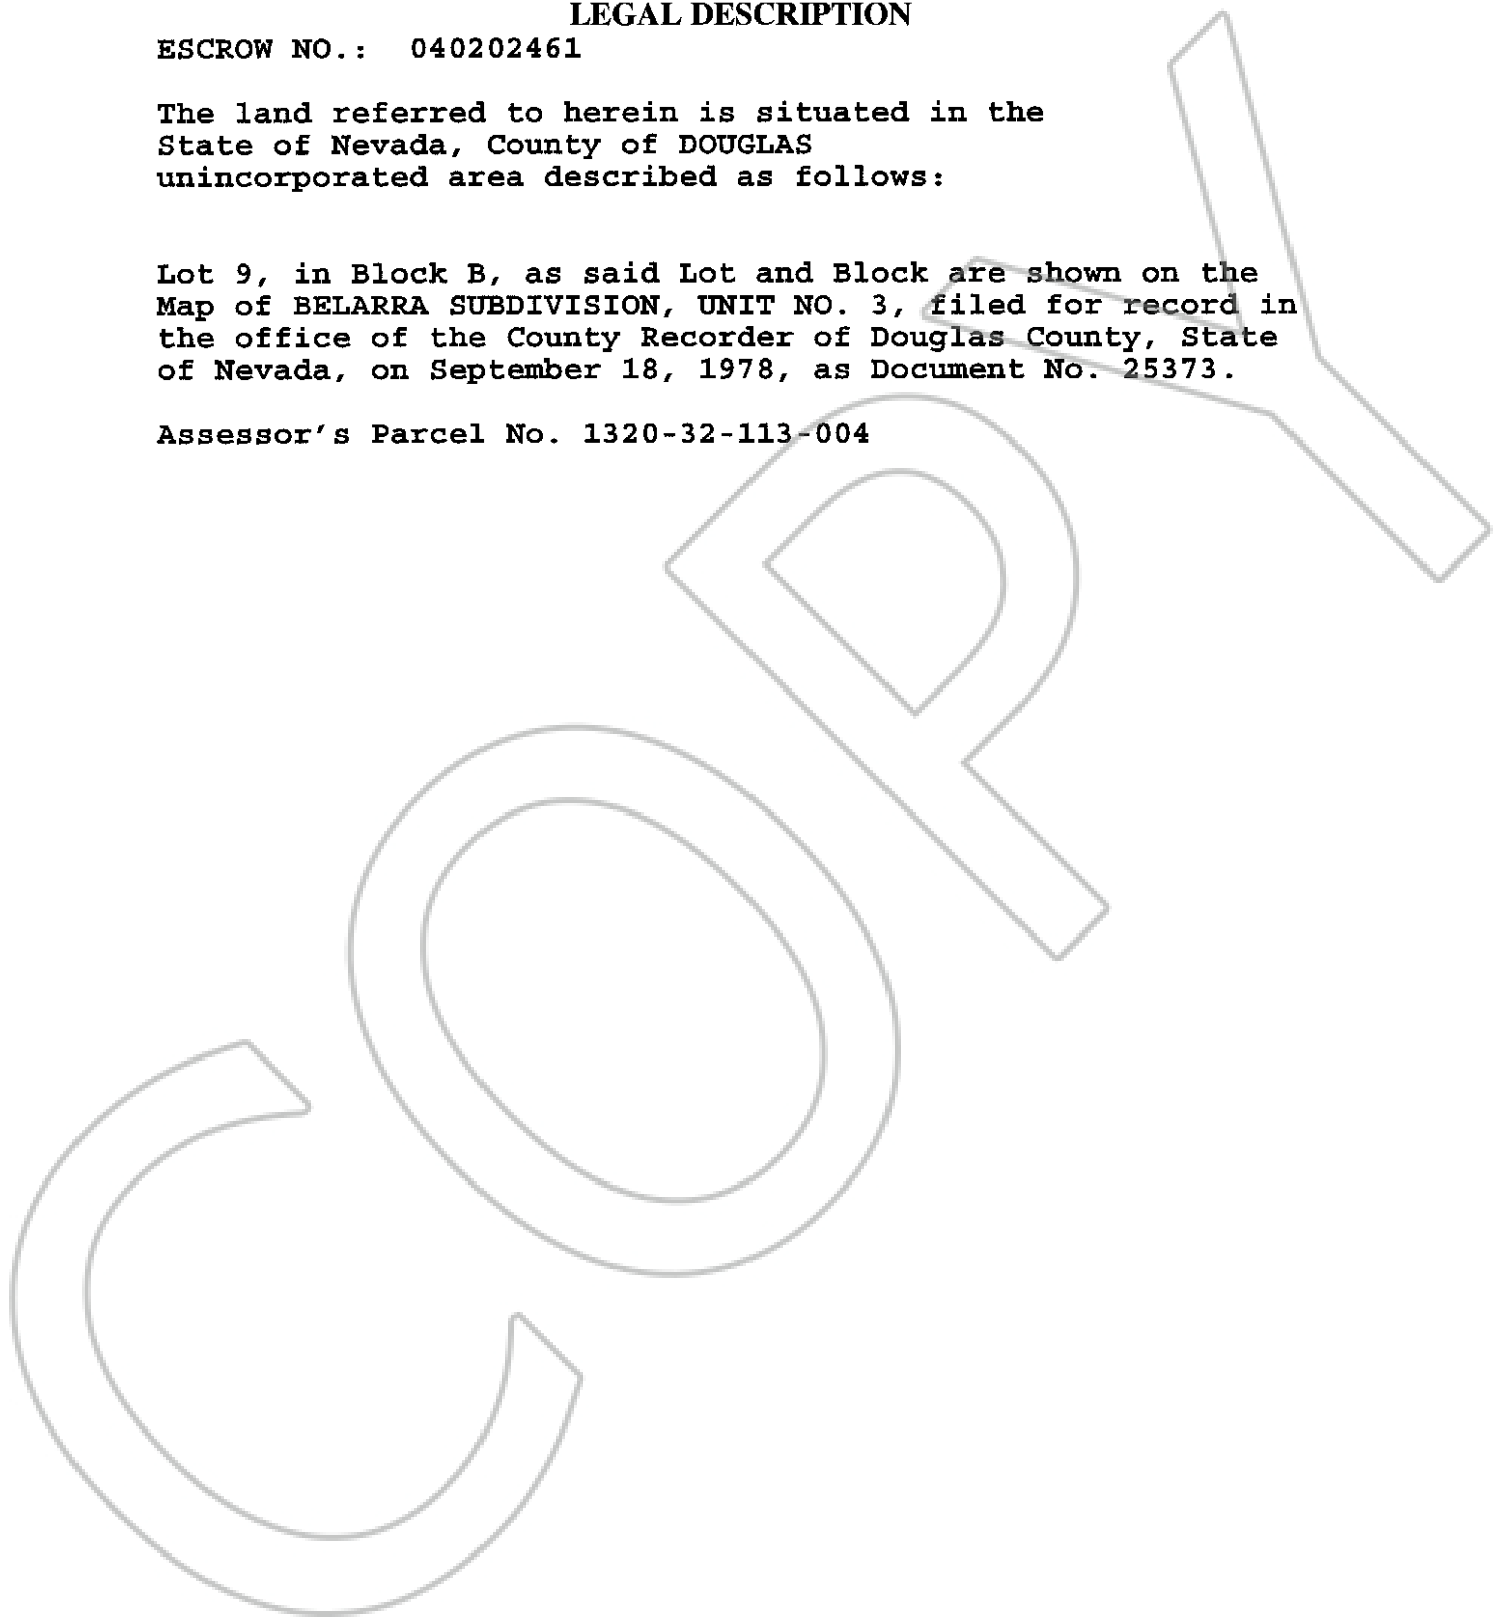 LEGAL DESCRIPTION
ESCROW NO.: 040202461
The land referred to herein is situated in the
State of Nevada, County of DOUGLAS
unincorporated area described as follows:
Lot 9, in Block B, as said Lot and Block are shown on the
Map of BELARRA SUBDIVISION, UNIT NO. 3, filed for record in
the office of the County Recorder of Douglas County, State
of Nevada, on September 18, 1978, as Document No. 25373.
Assessor's Parcel No. 1320-32-113-004
COPY